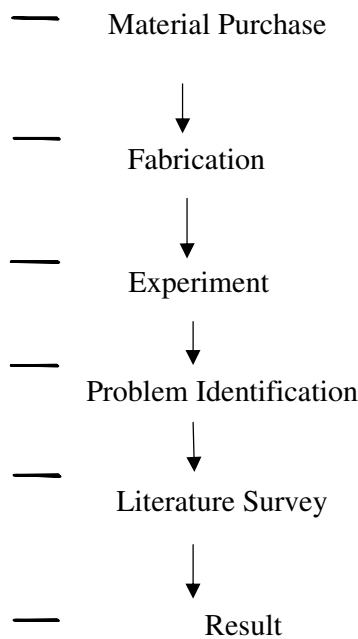 Material Purchase
Fabrication
Experiment
Problem Identification
Literature Survey
Result